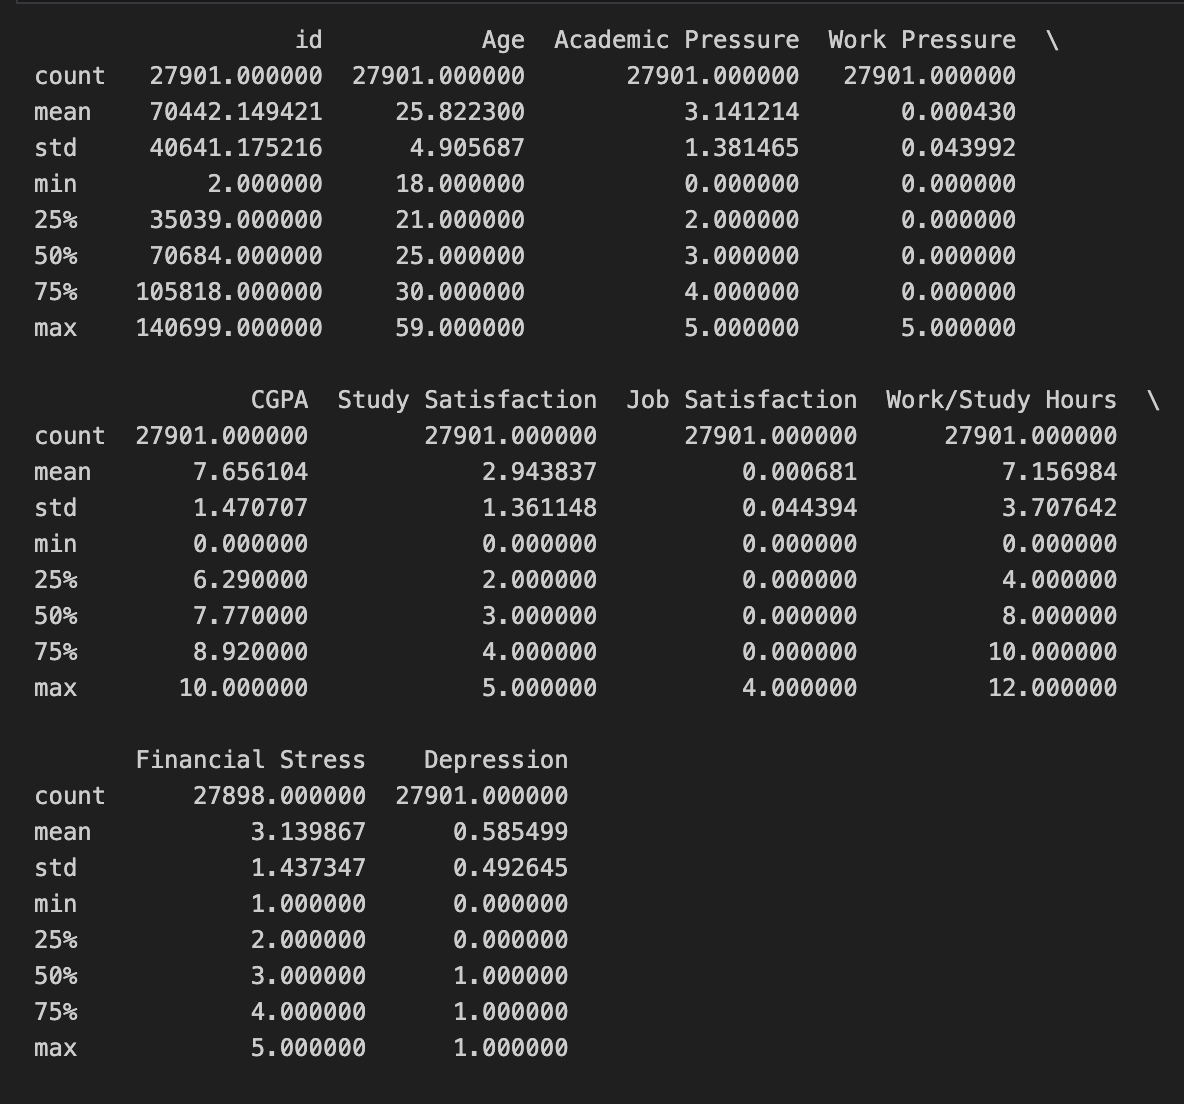 id Age Academic Pressure Work Pressure \
count 27901.000000 27901.000000 27901.000000 27901.000000
mean 70442.149421 25.822300 3.141214 0.000430
std 40641.175216 4.905687 1.381465 0.043992
min 2.000000 18.000000 0.000000 0.000000
25% 35039.000000 21.000000 2.000000 0.000000
50% 70684.000000 25.000000 3.000000 0.000000
75% 105818.000000 30.000000 4.000000 0.000000
max 140699.000000 59.000000 5.000000 5.000000
CGPA Study Satisfaction Job Satisfaction Work/Study Hours \
count 27901.000000 27901.000000 27901.000000 27901.000000
mean 7.656104 2.943837 0.000681 7.156984
std 1.470707 1.361148 0.044394 3.707642
min 0.000000 0.000000 0.000000 0.000000
25% 6.290000 2.000000 0.000000 4.000000
50% 7.770000 3.000000 0.000000 8.000000
75% 8.920000 4.000000 0.000000 10.000000
max 10.000000 5.000000 4.000000 12.000000
Financial Stress Depression
count 27898.000000 27901.000000
mean 3.139867 0.585499
std 1.437347 0.492645
min 1.000000 0.000000
25% 2.000000 0.000000
50% 3.000000 1.000000
75% 4.000000 1.000000
max 5.000000 1.000000